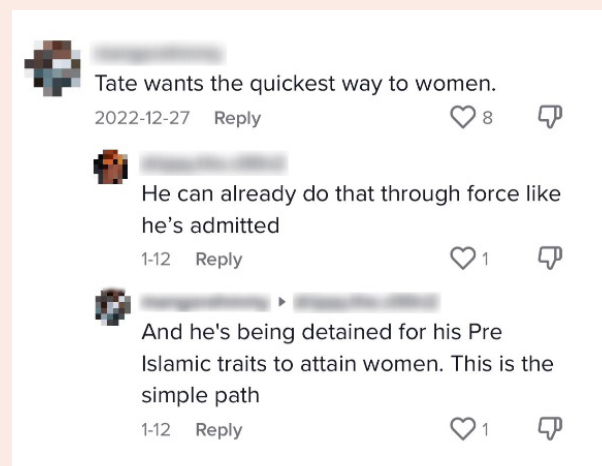 Tate wants the quickest way to women.
2022-12-27 Reply 8
He can already do that through force like
he's admitted
1-12 Reply 1
And he's being detained for his Pre
Islamic traits to attain women. This is the
simple path
1-12 Reply 1